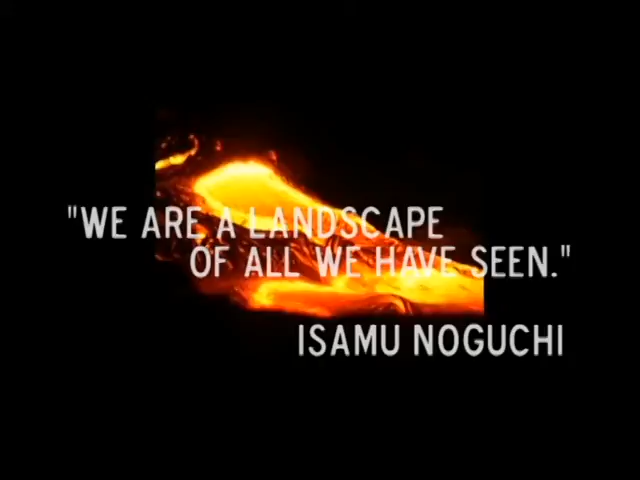 "WE ARE A LANDSCAPE
OF ALL WE HAVE SEEN."
ISAMU NOGUCHI